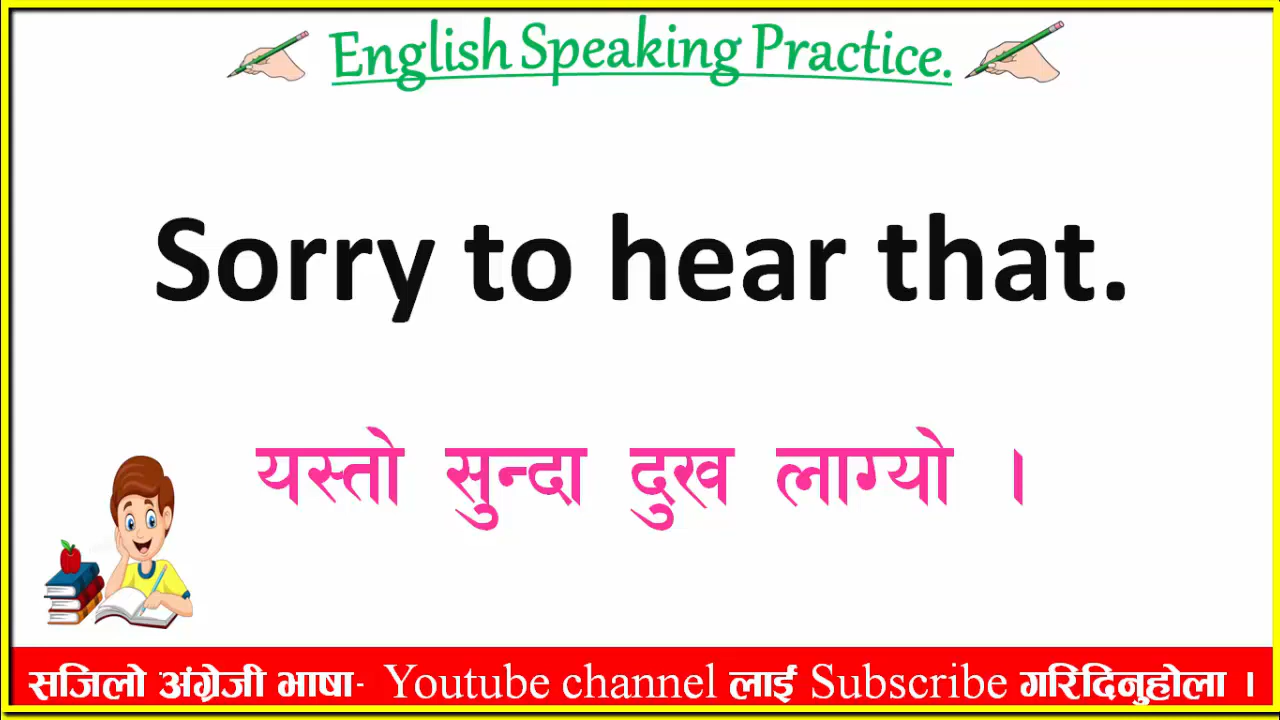 English Speaking Practice.
Sorry to hear that.
यस्तो सुन्दा दुख लाग्यो ।
सजिलो अंग्रेजी भाषा- Youtube channel लाई Subscribe गरिदिनुहोला ।